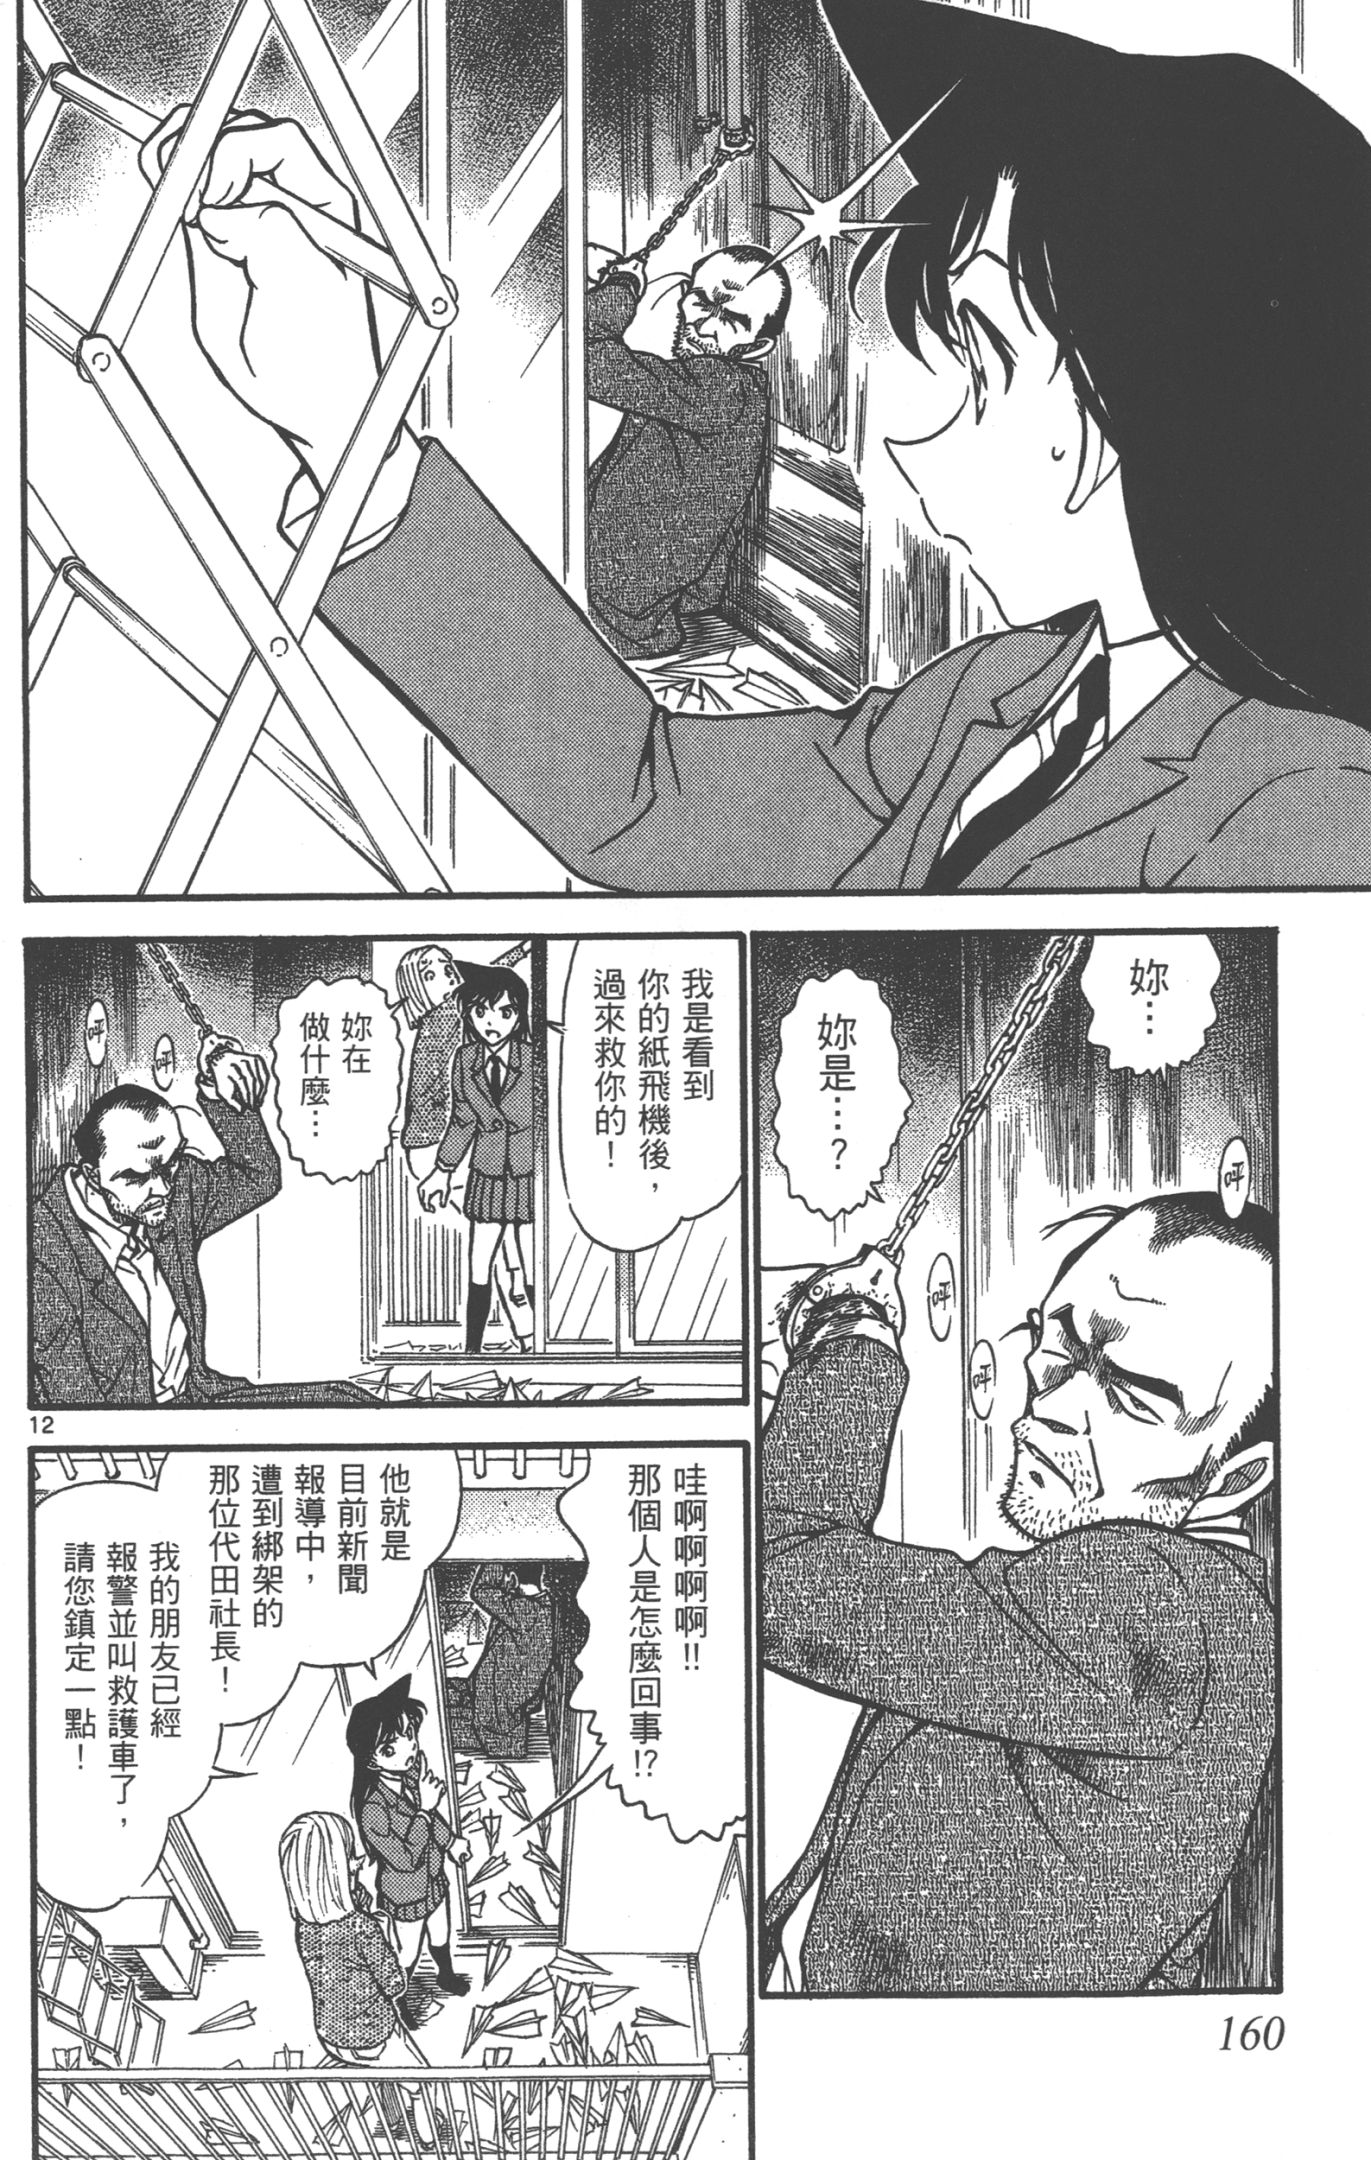 妳…
妳是…?
呼
呼
呼
我是看到
你的紙飛機後，
過來救你的！
妳在
做什麼…
呼
呼
哇啊啊啊啊!!
那個人是怎麼回事!?
他就是
目前新聞
報導中，
遭到綁架的
那位代田社長！
我的朋友已經
報警並叫救護車了，
請您鎮定一點！
12
160